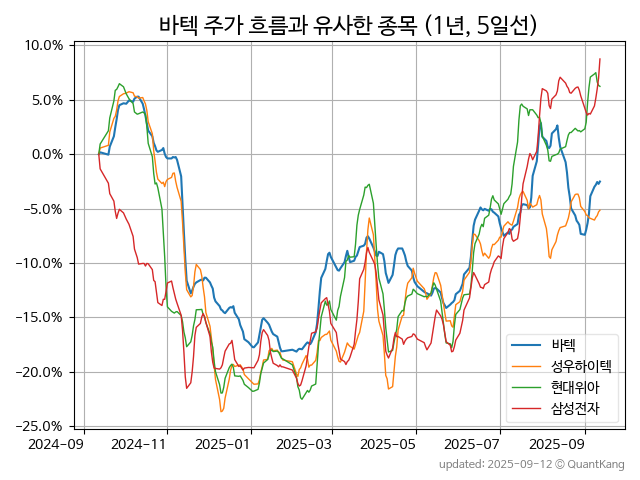 바텍 주가 흐름과 유사한 종목 (1년, 5일선)
10.0%
5.0%
0.0%
−5.0%
−10.0%
−15.0%
−20.0%
−25.0%
2024-09
2024-11
2025-01
2025-03
2025-05
2025-07
2025-09
바텍
성우하이텍
현대위아
삼성전자
updated: 2025-09-12 © QuantKang